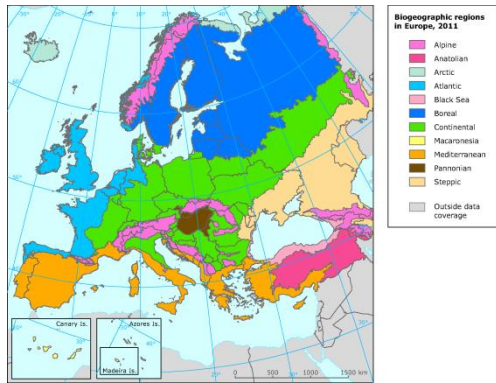 Biogeographic regions
in Europe, 2011
Alpine
Anatolian
Arctic
Atlantic
Black Sea
Boreal
Continental
Macaronesia
Mediterranean
Pannonian
Steppic
Outside data
coverage
Canary Is.
Azores Is.
Madeira Is.
0 500 1000 1500 km